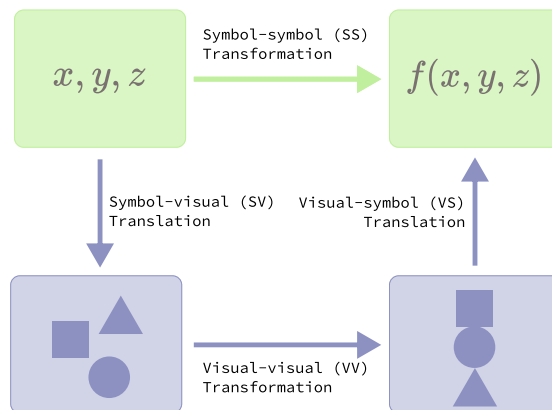 Symbol-symbol (SS)
Transformation
x, y, z
f(x, y, z)
Symbol-visual (SV)
Translation
Visual-symbol (VS)
Translation
Visual-visual (VV)
Transformation